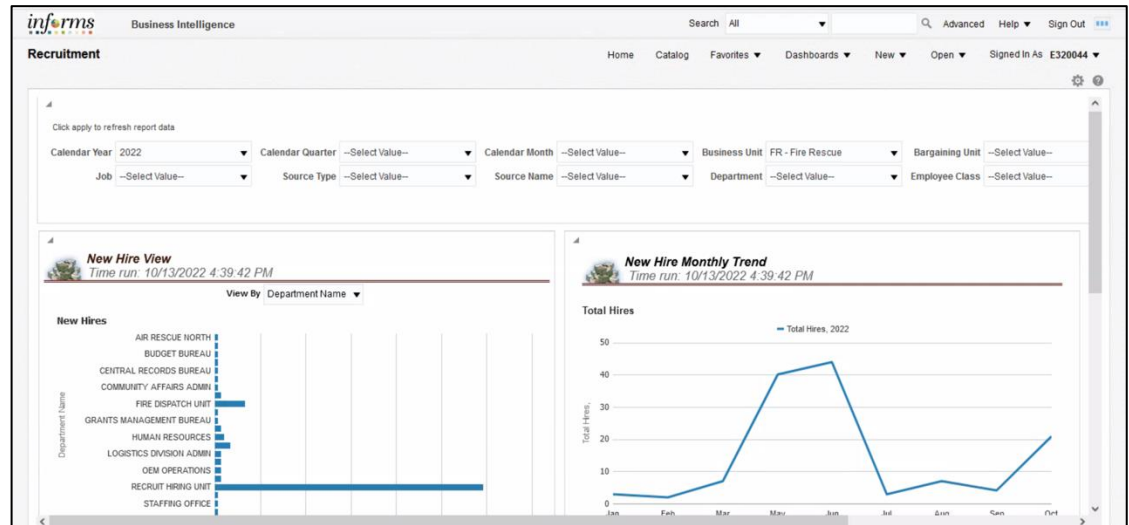 informs Business Intelligence Search All Advanced Help Sign Out
Recruitment Home Catalog Favorites Dashboards New Open Signed In As E320044
Click apply to refresh report data
Calendar Year 2022 Calendar Quarter --Select Value-- Calendar Month --Select Value-- Business Unit FR - Fire Rescue Bargaining Unit --Select Value--
Job --Select Value-- Source Type --Select Value-- Source Name --Select Value-- Department --Select Value-- Employee Class --Select Value--
New Hire View
Time run: 10/13/2022 4:39:42 PM
View By Department Name
New Hires
AIR RESCUE NORTH
BUDGET BUREAU
CENTRAL RECORDS BUREAU
COMMUNITY AFFAIRS ADMIN
FIRE DISPATCH UNIT
GRANTS MANAGEMENT BUREAU
HUMAN RESOURCES
LOGISTICS DIVISION ADMIN
OEM OPERATIONS
RECRUIT HIRING UNIT
STAFFING OFFICE
Department Name
New Hire Monthly Trend
Time run: 10/13/2022 4:39:42 PM
Total Hires
Total Hires, 2022
50
40
30
20
10
0
Total Hires,
Jan Feb Mar May Jun Jul Aug Sep Oct